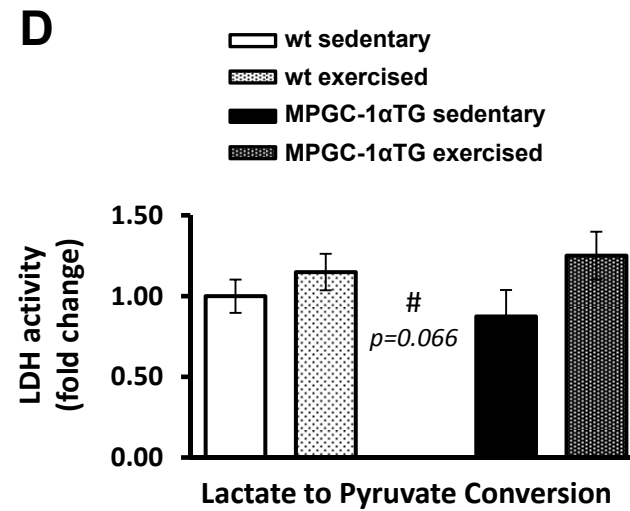 D
wt sedentary
wt exercised
MPGC-1αTG sedentary
MPGC-1αTG exercised
LDH activity
(fold change)
1.50
1.00
0.50
0.00
#
p=0.066
Lactate to Pyruvate Conversion